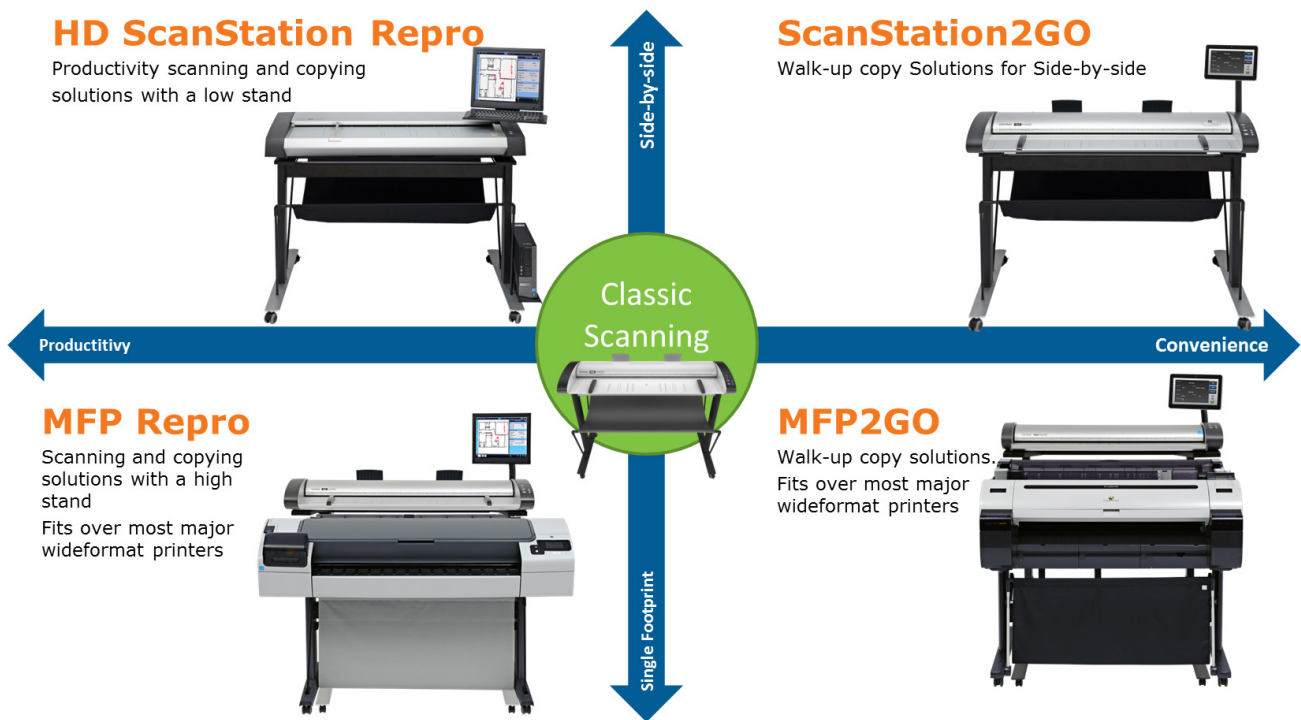 HD ScanStation Repro
Productivity scanning and copying
solutions with a low stand
ScanStation2GO
Walk-up copy Solutions for Side-by-side
Side-by-side
Classic
Scanning
Productitivy
Convenience
MFP Repro
Scanning and copying
solutions with a high
stand
Fits over most major
wideformat printers
MFP2GO
Walk-up copy solutions.
Fits over most major
wideformat printers
Single Footprint